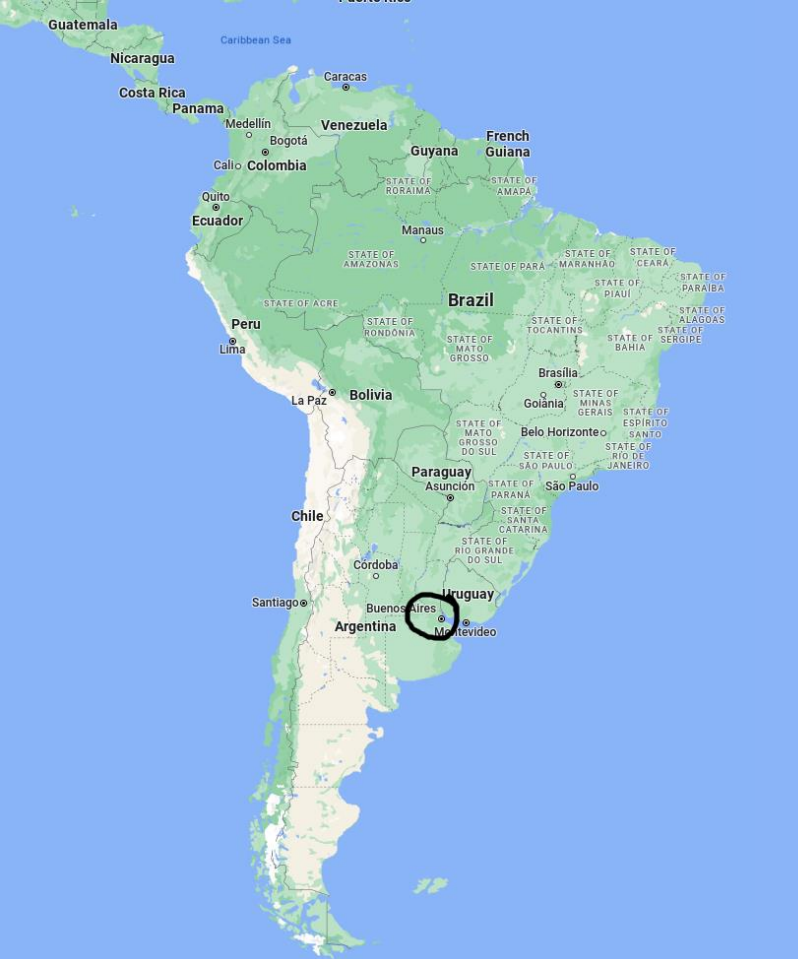 Puerto Rico
Guatemala
Caribbean Sea
Nicaragua
Caracas
Costa Rica
Panama
Medellín
Venezuela
French
Guiana
Bogotá
Guyana
Cali
Colombia
STATE OF
RORAIMA
STATE OF
AMAPÁ
Quito
Ecuador
Manaus
STATE OF
AMAZONAS
STATE OF PARÁ
STATE OF
MARANHÃO
STATE OF
CEARÁ
STATE OF
PIAUÍ
STATE OF
PARAÍBA
STATE OF ACRE
Brazil
STATE OF
ALAGOAS
Peru
STATE OF
RONDÔNIA
STATE OF
TOCANTINS
STATE OF
SERGIPE
Lima
STATE OF
MATO
GROSSO
STATE OF
BAHIA
Brasília
La Paz
Bolivia
Goiânia
STATE OF
MINAS
GERAIS
STATE OF
ESPÍRITO
SANTO
STATE OF
MATO
GROSSO
DO SUL
Belo Horizonte
STATE OF
RIO DE
JANEIRO
Paraguay
Asunción
STATE OF
SÃO PAULO
São Paulo
STATE OF
PARANÁ
Chile
STATE OF
SANTA
CATARINA
STATE OF
RIO GRANDE
DO SUL
Córdoba
Uruguay
Santiago
Buenos Aires
Argentina
Montevideo